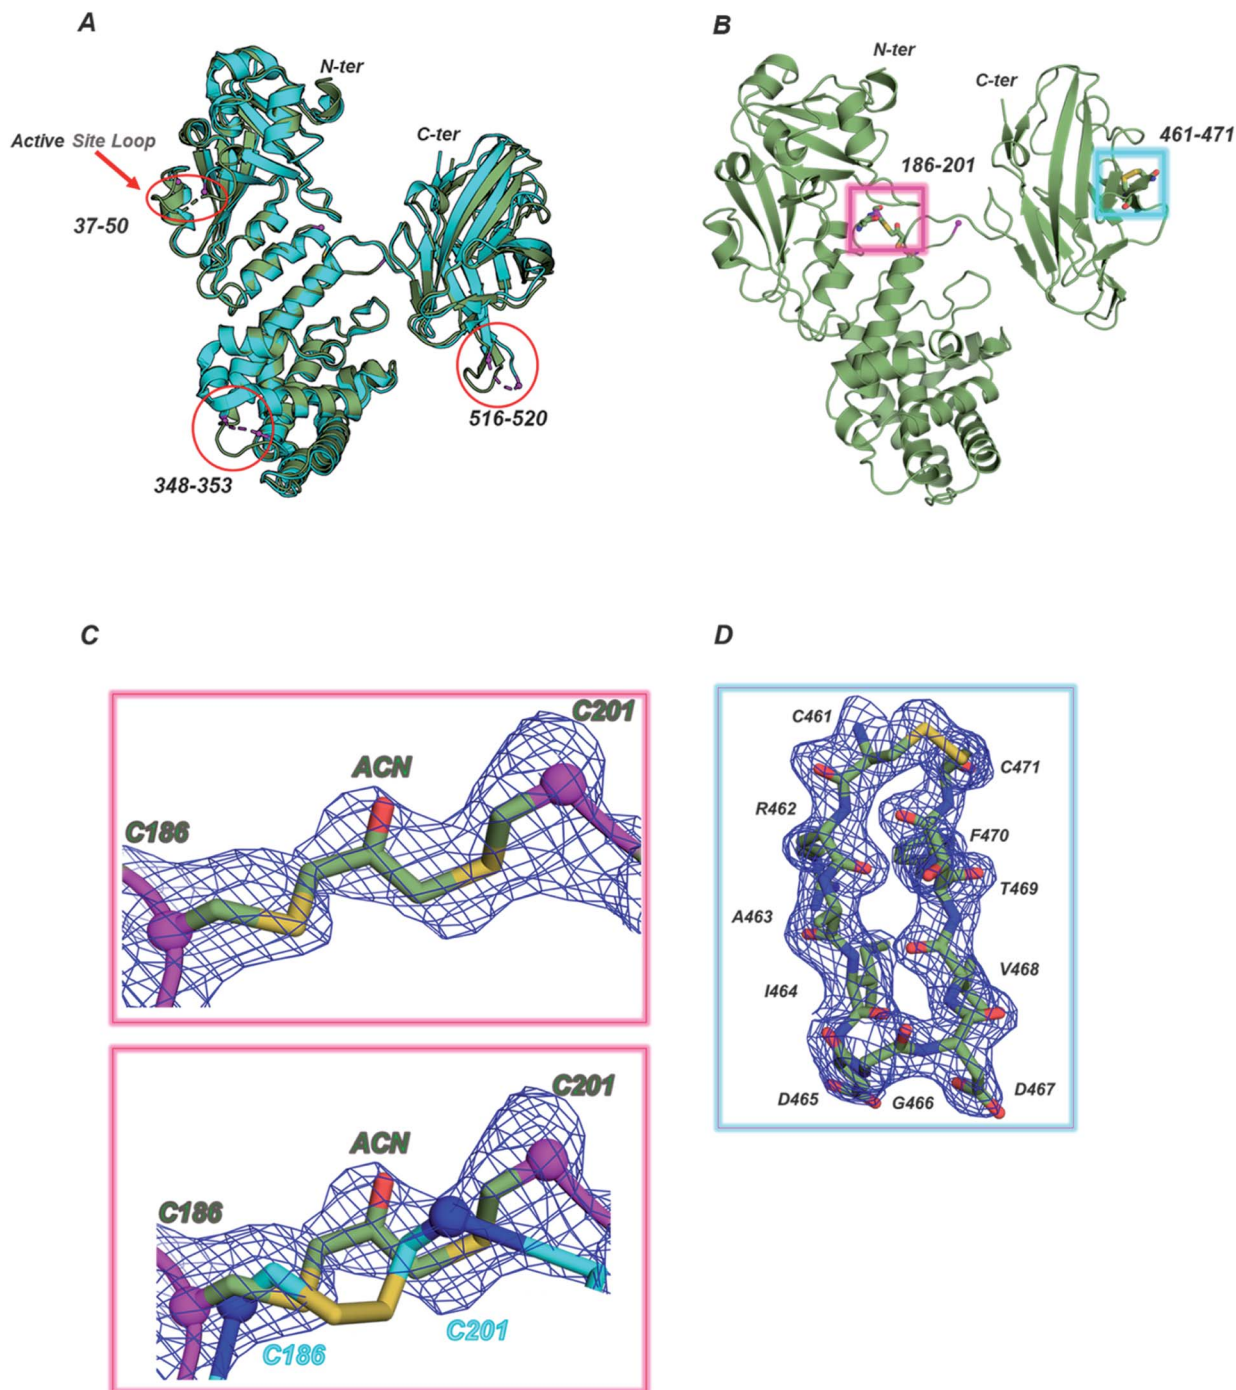 A
N-ter
C-ter
Active Site Loop
37-50
516-520
348-353
B
N-ter
C-ter
461-471
186-201
C
C201
ACN
C186
C201
ACN
C186
C201
C186
D
C461
C471
R462
F470
T469
A463
V468
I464
D465
G466
D467